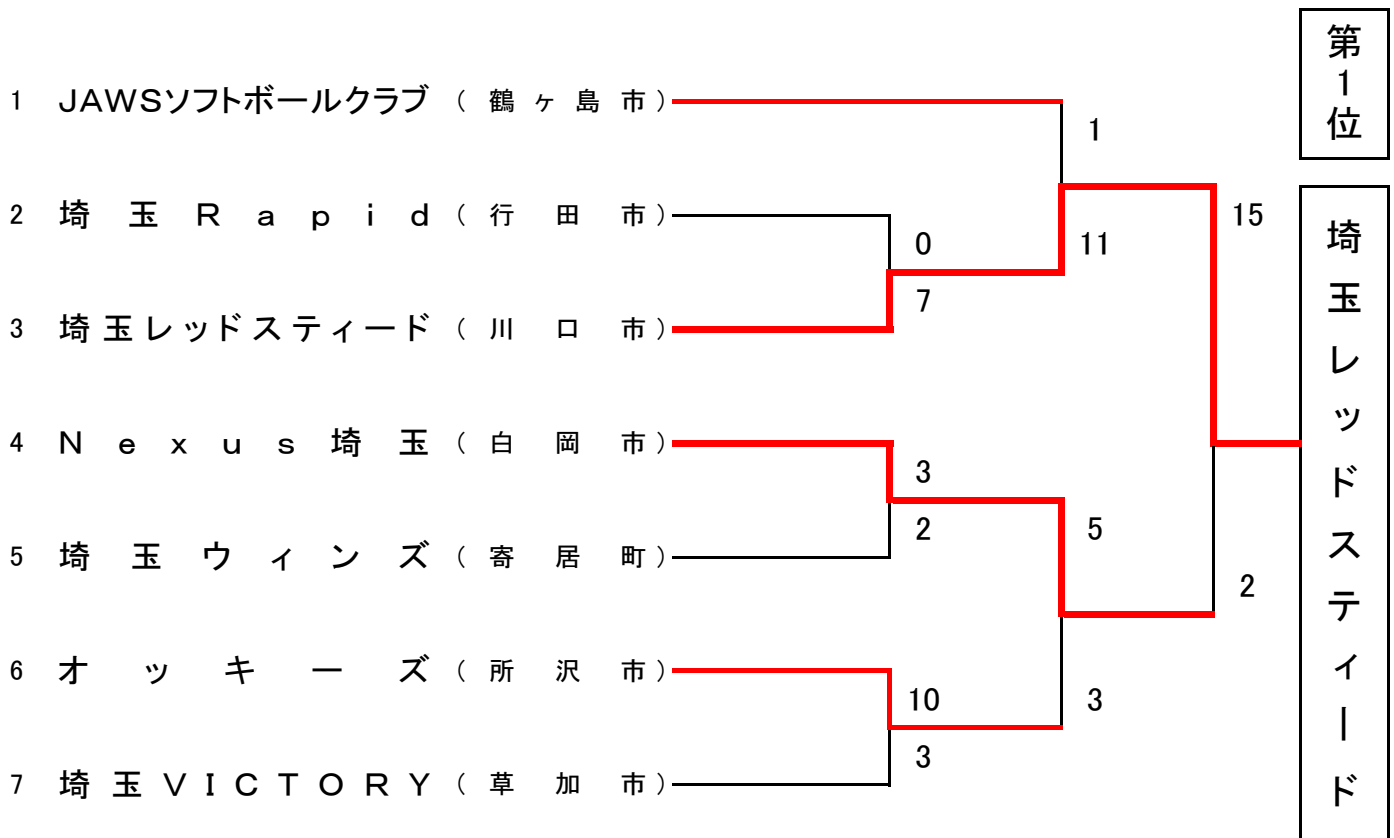 第1位
1 JAWSソフトボールクラブ (鶴ヶ島市)
1
2 埼玉Rapid (行田市)
15
0
11
7
3 埼玉レッドスティード (川口市)
埼玉レッドスティード
4 Nexus埼玉 (白岡市)
3
2
5
5 埼玉ウィンズ (寄居町)
2
6 オッキーズ (所沢市)
10
3
3
7 埼玉VICTORY (草加市)